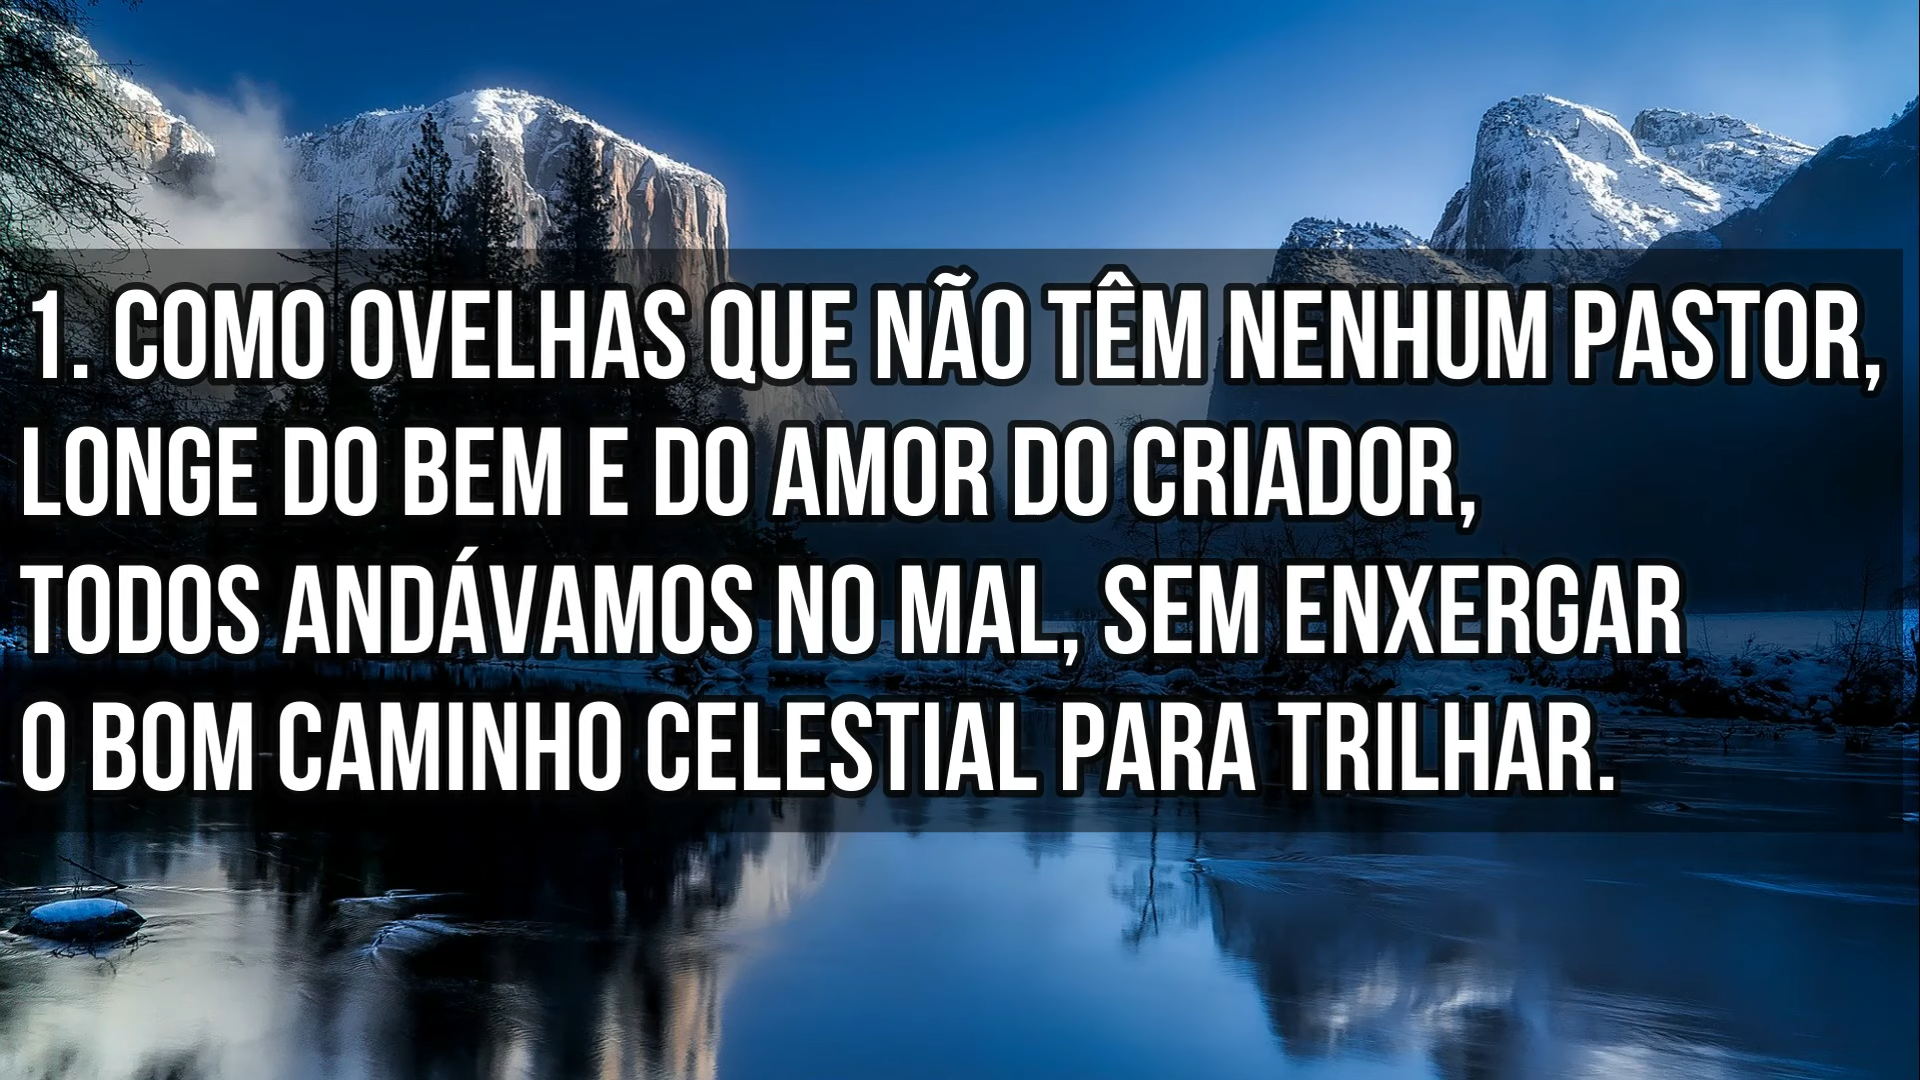 1. COMO OVELHAS QUE NÃO TÊM NENHUM PASTOR,
LONGE DO BEM E DO AMOR DO CRIADOR,
TODOS ANDÁVAMOS NO MAL, SEM ENXERGAR
O BOM CAMINHO CELESTIAL PARA TRILHAR.